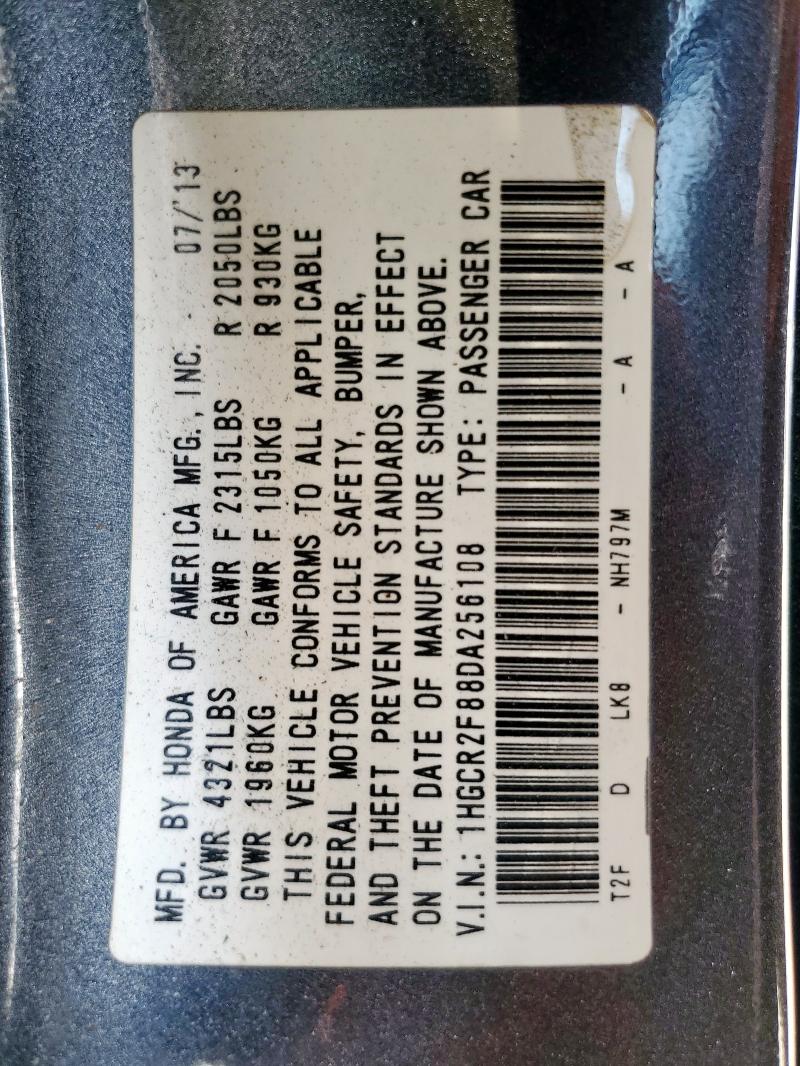 MFD. BY HONDA OF AMERICA MFG., INC. 07/'13
GVWR 4321LBS GAWR F 2315LBS R 2050LBS
GVWR 1960KG GAWR F 1050KG R 930KG
THIS VEHICLE CONFORMS TO ALL APPLICABLE
FEDERAL MOTOR VEHICLE SAFETY, BUMPER,
AND THEFT PREVENTION STANDARDS IN EFFECT
ON THE DATE OF MANUFACTURE SHOWN ABOVE.
V.I.N.: 1HGCR2F88DA256108 TYPE: PASSENGER CAR
T2F D LK8 - NH797M - A - A